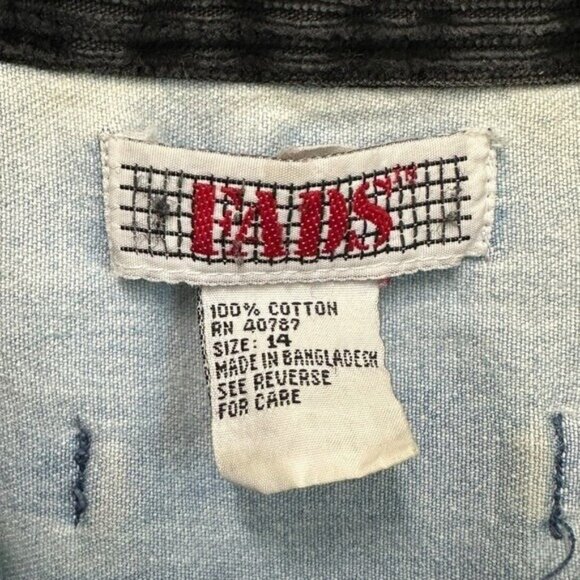 FADS
100% COTTON
RN 40787
SIZE: 14
MADE IN BANGLADESH
SEE REVERSE
FOR CARE